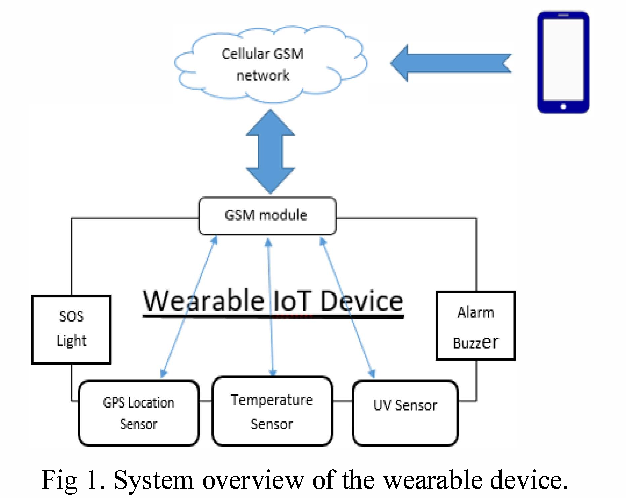 Cellular GSM
network
GSM module
Wearable IoT Device
SOS
Light
Alarm
Buzzer
GPS Location
Sensor
Temperature
Sensor
UV Sensor
Fig 1. System overview of the wearable device.